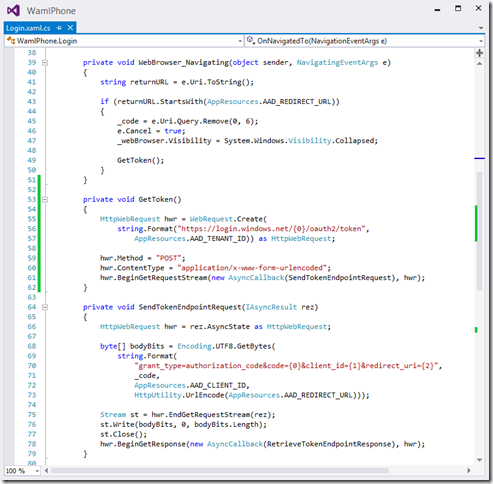 WamIPhone
Login.xaml.cs
WamIPhone.Login
OnNavigatedTo(NavigationEventArgs e)
38
39 private void WebBrowser_Navigating(object sender, NavigatingEventArgs e)
40 {
41 string returnURL = e.Uri.ToString();
42
43 if (returnURL.StartsWith(AppResources.AAD_REDIRECT_URL))
44 {
45 _code = e.Uri.Query.Remove(0, 6);
46 e.Cancel = true;
47 _webBrowser.Visibility = System.Windows.Visibility.Collapsed;
48
49 GetToken();
50 }
51 }
52
53 private void GetToken()
54 {
55 HttpWebRequest hwr = WebRequest.Create(
56 string.Format("https://login.windows.net/{0}/oauth2/token",
57 AppResources.AAD_TENANT_ID)) as HttpWebRequest;
58
59
60 hwr.Method = "POST";
60 hwr.ContentType = "application/x-www-form-urlencoded";
61 hwr.BeginGetRequestStream(new AsyncCallback(SendTokenEndpointRequest), hwr);
62 }
63
64 private void SendTokenEndpointRequest(IAsyncResult rez)
65 {
66 HttpWebRequest hwr = rez.AsyncState as HttpWebRequest;
67
68 byte[] bodyBits = Encoding.UTF8.GetBytes(
69 string.Format(
70 "grant_type=authorization_code&code={0}&client_id={1}&redirect_uri={2}",
71 _code,
72 AppResources.AAD_CLIENT_ID,
73 HttpUtility.UrlEncode(AppResources.AAD_REDIRECT_URL)));
74
75 Stream st = hwr.EndGetRequestStream(rez);
76 st.Write(bodyBits, 0, bodyBits.Length);
77 st.Close();
78 hwr.BeginGetResponse(new AsyncCallback(RetrieveTokenEndpointResponse), hwr);
79 }
80
100 %